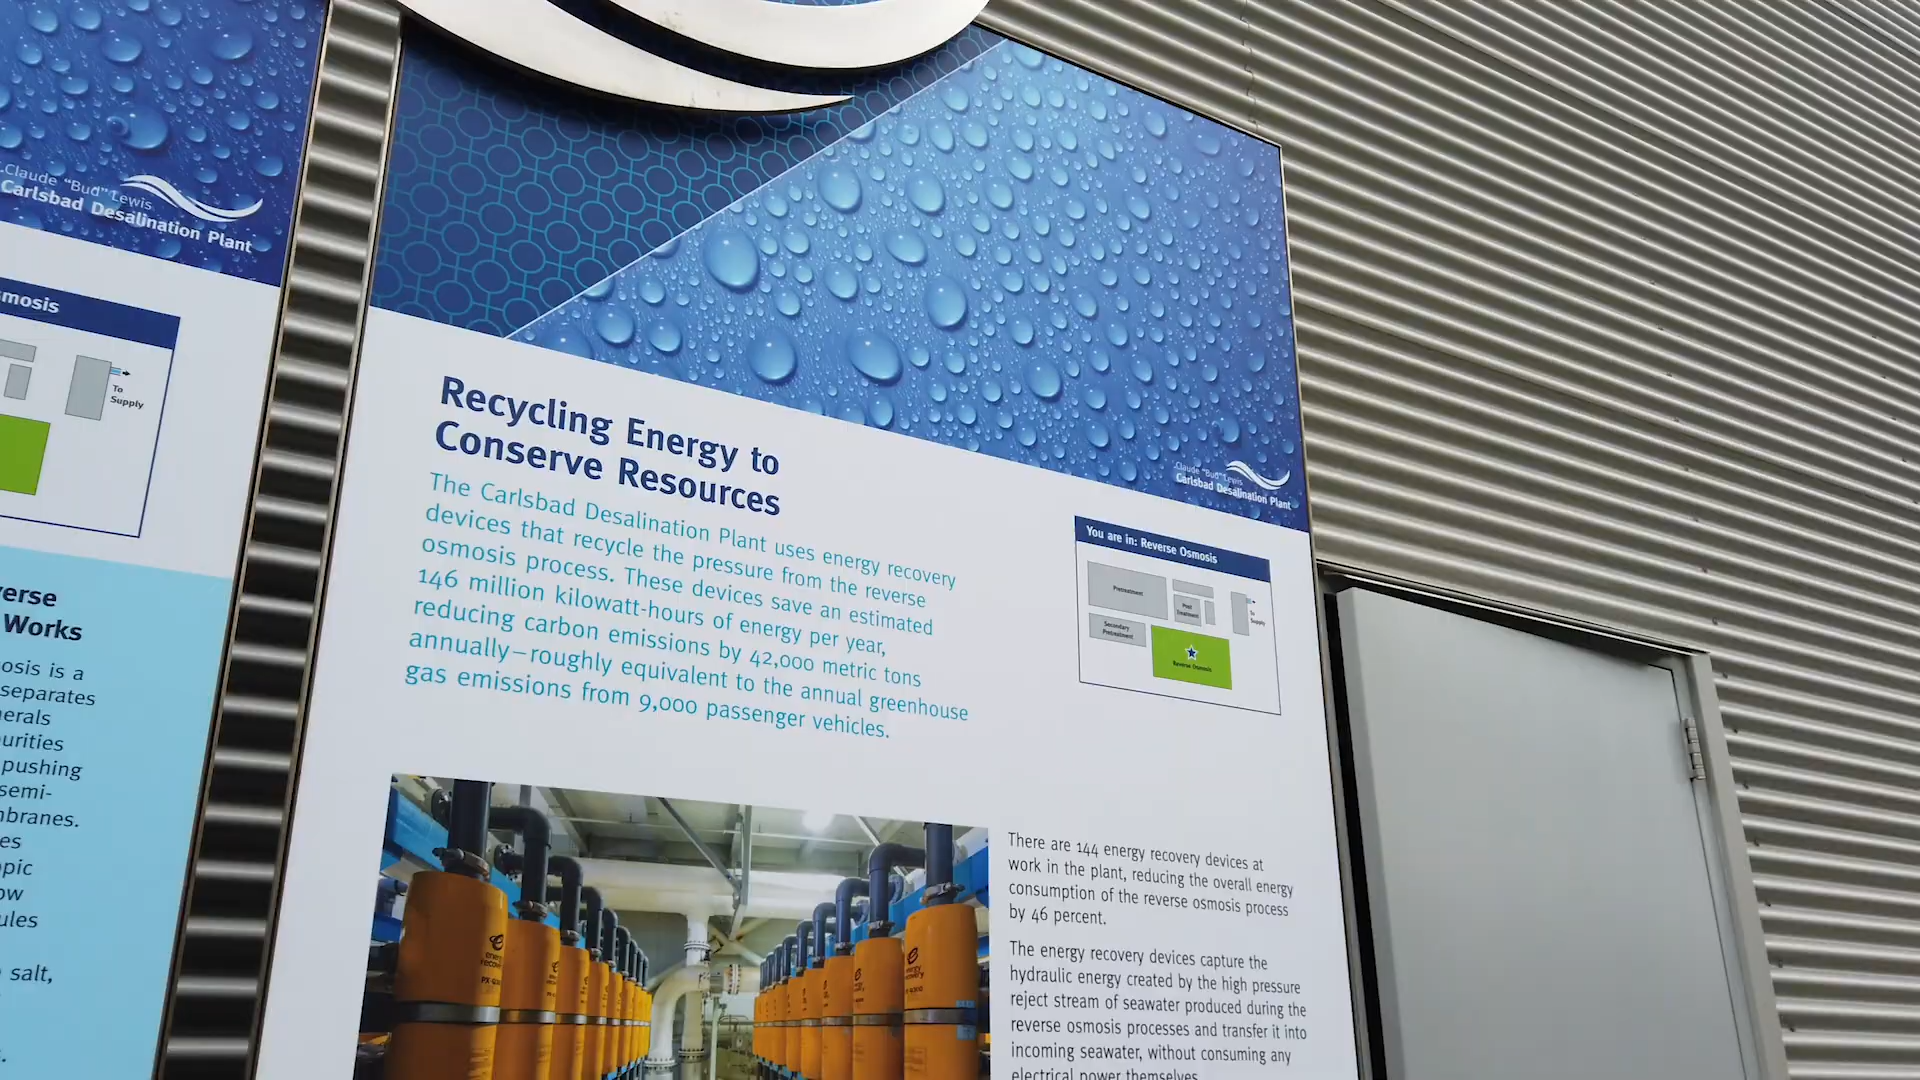 Claude “Bud” Lewis
Carlsbad Desalination Plant
smosis
To
Supply
verse
Works
osis is a
separates
nerals
urities
pushing
semi-
nbranes.
es
opic
ow
ules
salt,
Recycling Energy to
Conserve Resources
The Carlsbad Desalination Plant uses energy recovery
devices that recycle the pressure from the reverse
osmosis process. These devices save an estimated
146 million kilowatt-hours of energy per year,
reducing carbon emissions by 42,000 metric tons
annually—roughly equivalent to the annual greenhouse
gas emissions from 9,000 passenger vehicles.
Claude “Bud” Lewis
Carlsbad Desalination Plant
You are in: Reverse Osmosis
Pretreatment
Post
Treatment
To
Supply
Secondary
Pretreatment
Reverse Osmosis
There are 144 energy recovery devices at
work in the plant, reducing the overall energy
consumption of the reverse osmosis process
by 46 percent.
The energy recovery devices capture the
hydraulic energy created by the high pressure
reject stream of seawater produced during the
reverse osmosis processes and transfer it into
incoming seawater, without consuming any
electrical power themselves.
energy
recovery
energy
recovery